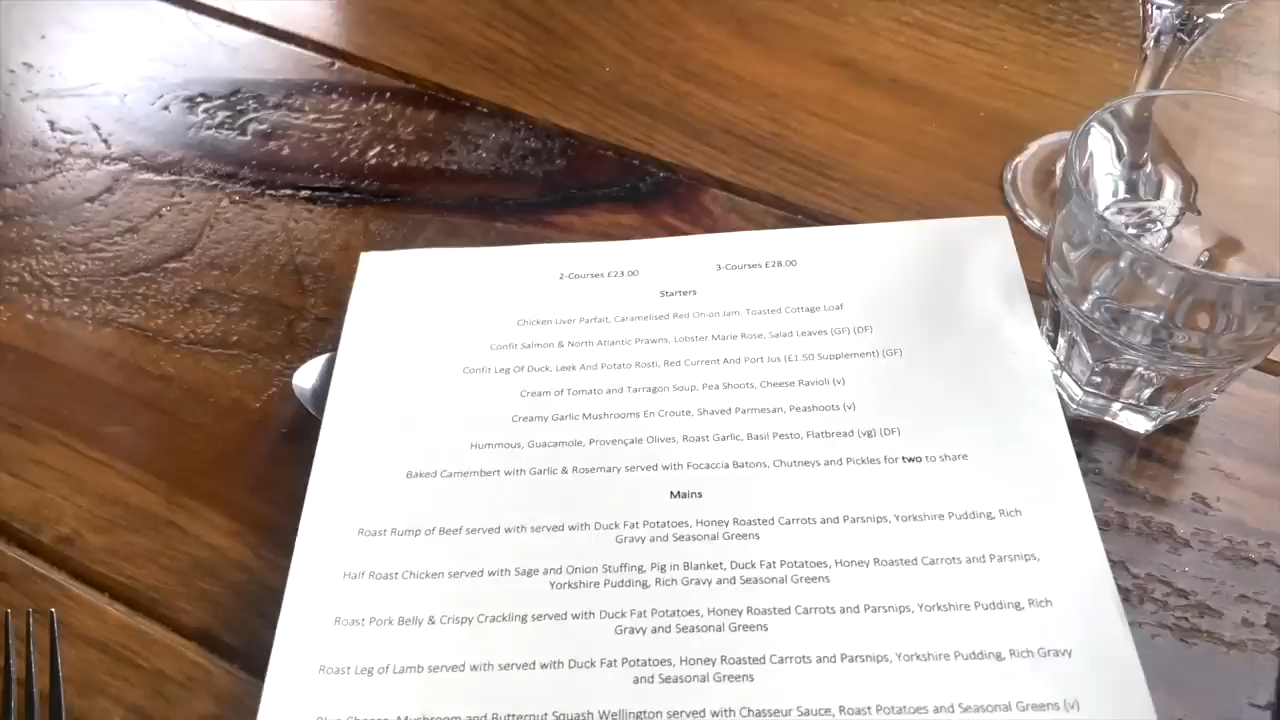 2-Courses £23.00 3-Courses £28.00
Starters
Chicken Liver Parfait, Caramelised Red Onion Jam, Toasted Cottage Loaf
Confit Salmon & North Atlantic Prawns, Lobster Marie Rose, Salad Leaves (GF) (DF)
Confit Leg Of Duck, Leek And Potato Rosti, Red Current And Port Jus (£1.50 Supplement) (GF)
Cream of Tomato and Tarragon Soup, Pea Shoots, Cheese Ravioli (v)
Creamy Garlic Mushrooms En Croute, Shaved Parmesan, Peashoots (v)
Hummous, Guacamole, Provençale Olives, Roast Garlic, Basil Pesto, Flatbread (vg) (DF)
Baked Camembert with Garlic & Rosemary served with Focaccia Batons, Chutneys and Pickles for two to share
Mains
Roast Rump of Beef served with served with Duck Fat Potatoes, Honey Roasted Carrots and Parsnips, Yorkshire Pudding, Rich
Gravy and Seasonal Greens
Half Roast Chicken served with Sage and Onion Stuffing, Pig in Blanket, Duck Fat Potatoes, Honey Roasted Carrots and Parsnips,
Yorkshire Pudding, Rich Gravy and Seasonal Greens
Roast Pork Belly & Crispy Crackling served with Duck Fat Potatoes, Honey Roasted Carrots and Parsnips, Yorkshire Pudding, Rich
Gravy and Seasonal Greens
Roast Leg of Lamb served with served with Duck Fat Potatoes, Honey Roasted Carrots and Parsnips, Yorkshire Pudding, Rich Gravy
and Seasonal Greens
Mushroom and Butternut Squash Wellington served with Chasseur Sauce, Roast Potatoes and Seasonal Greens (v)